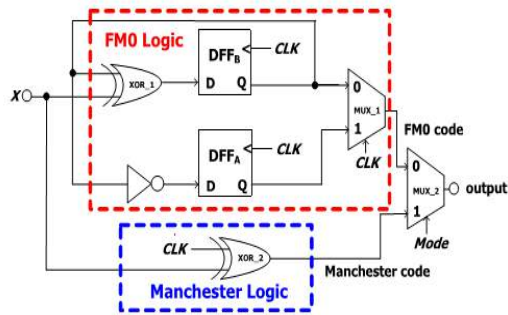 FM0 Logic
DFFB
CLK
D
Q
XOR_1
X
0
MUX_1
1
FM0 code
CLK
DFFA
CLK
D
Q
0
MUX_2
output
1
Mode
CLK
XOR_2
Manchester code
Manchester Logic